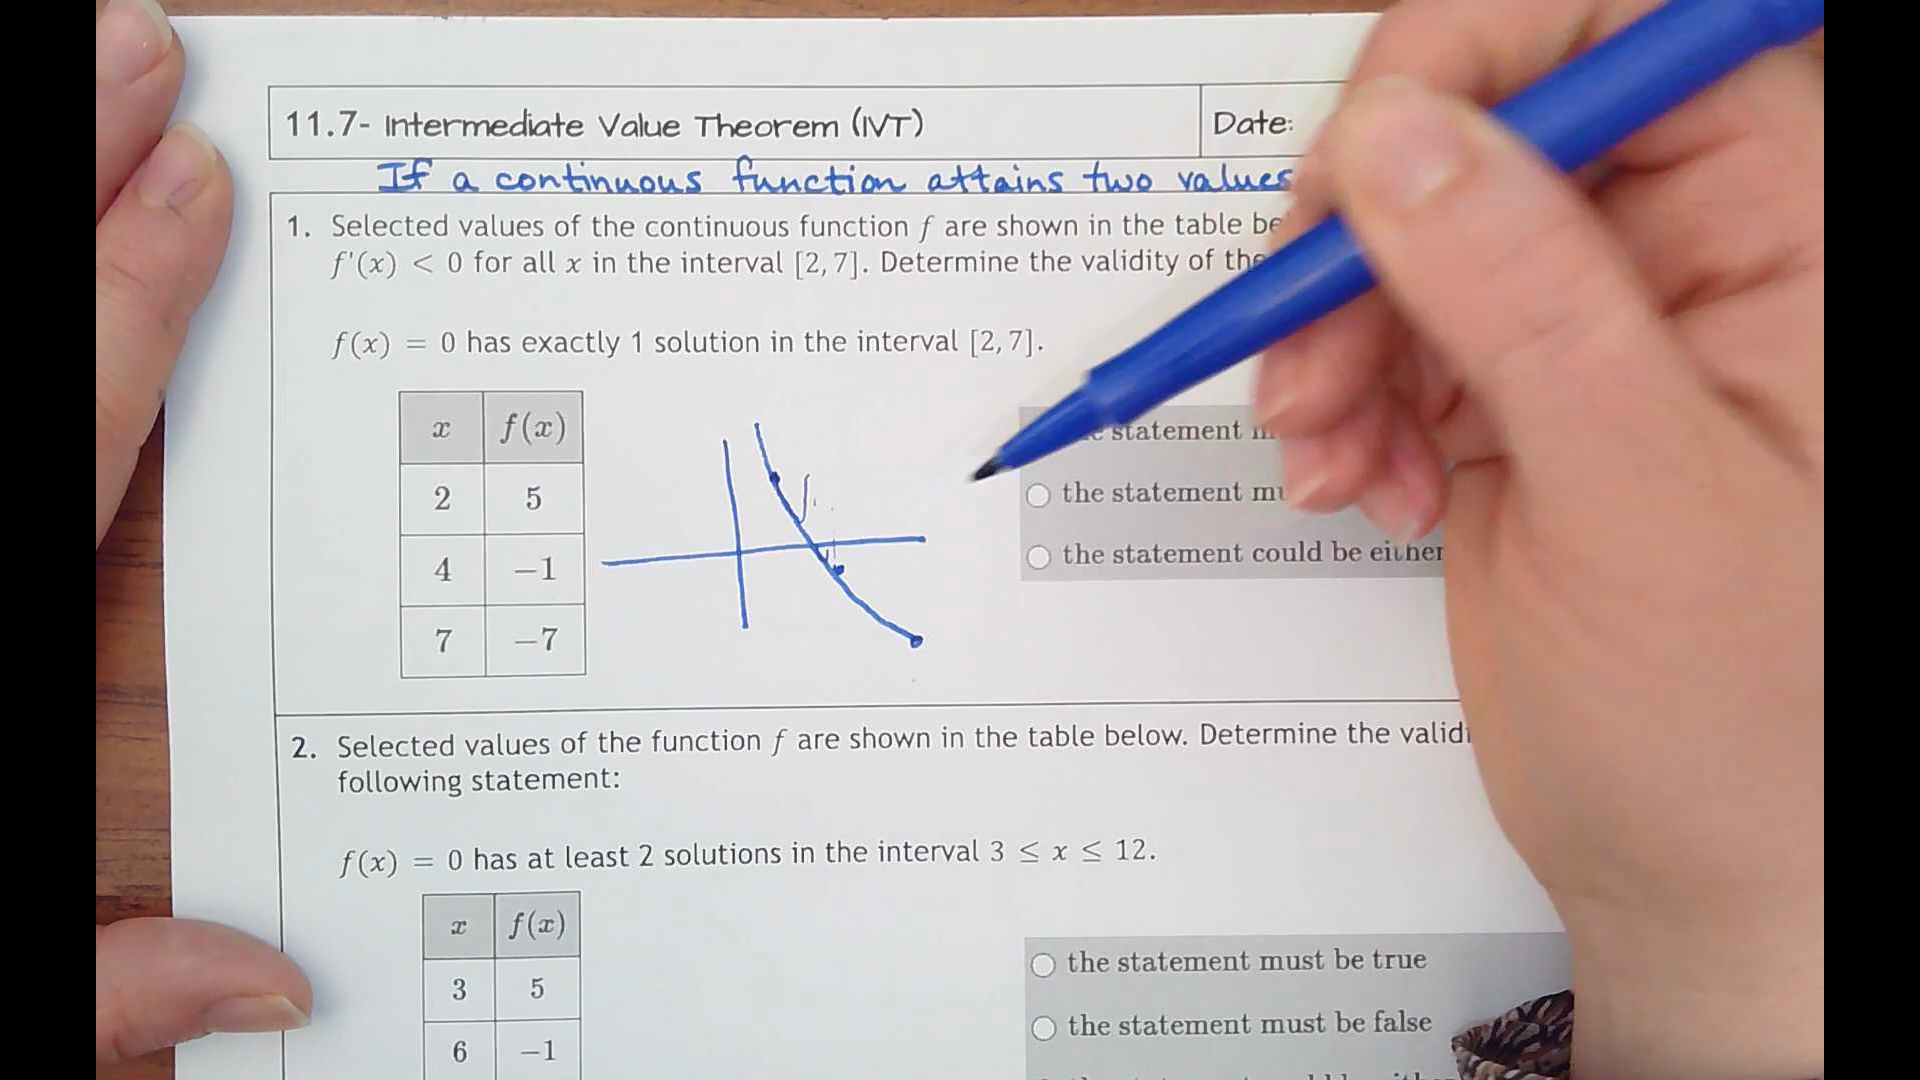 11.7- Intermediate Value Theorem (IVT)
Date:
If a continuous function attains two values
1. Selected values of the continuous function f are shown in the table
f'(x) < 0 for all x in the interval [2, 7]. Determine the validity of the
f(x) = 0 has exactly 1 solution in the interval [2, 7].
x f(x)
2 5
4 −1
7 −7
statement
the statement
the statement could be either
2. Selected values of the function f are shown in the table below. Determine the
following statement:
f(x) = 0 has at least 2 solutions in the interval 3 ≤ x ≤ 12.
x f(x)
3 5
6 −1
the statement must be true
the statement must be false